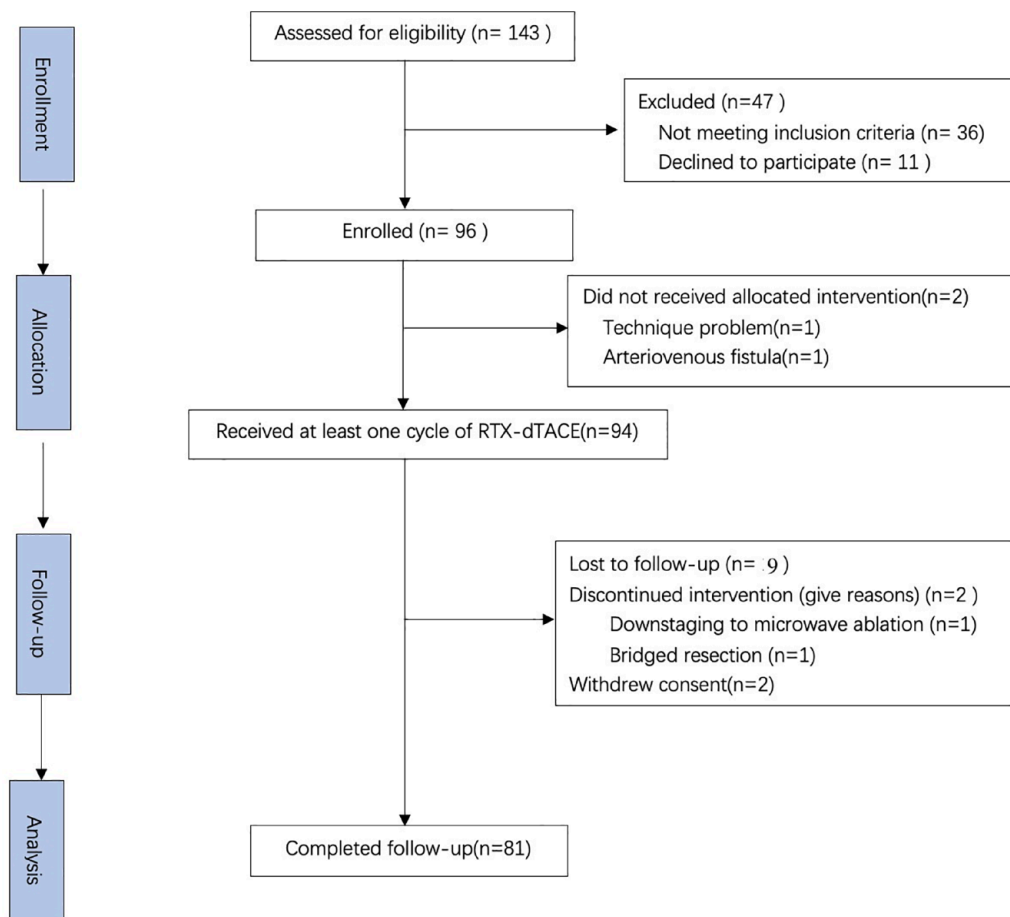 Assessed for eligibility (n= 143 )
Enrollment
Excluded (n=47 )
Not meeting inclusion criteria (n= 36)
Declined to participate (n= 11 )
Enrolled (n= 96 )
Allocation
Did not received allocated intervention(n=2)
Technique problem(n=1)
Arteriovenous fistula(n=1)
Received at least one cycle of RTX-dTACE(n=94)
Follow-up
Lost to follow-up (n= 9 )
Discontinued intervention (give reasons) (n=2 )
Downstaging to microwave ablation (n=1)
Bridged resection (n=1)
Withdrew consent(n=2)
Analysis
Completed follow-up(n=81)